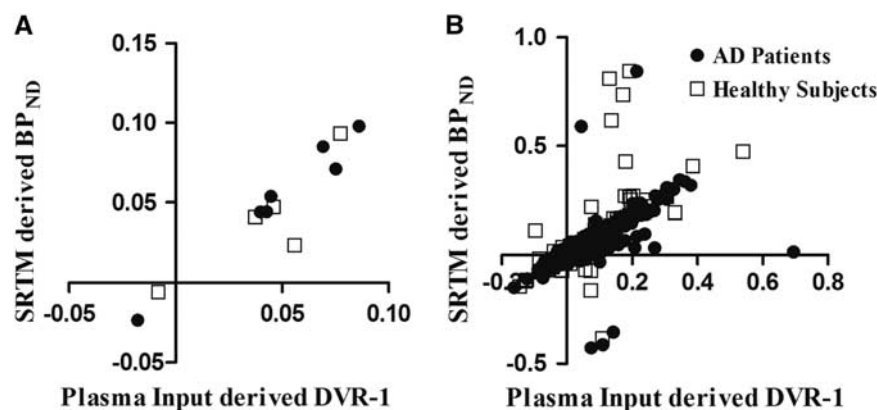 A
0.15
0.10
0.05
-0.05
0.05
0.10
-0.05
SRTM derived BPND
Plasma Input derived DVR-1
B
1.0
0.5
-0.2
0.2
0.4
0.6
0.8
-0.5
SRTM derived BPND
Plasma Input derived DVR-1
AD Patients
Healthy Subjects